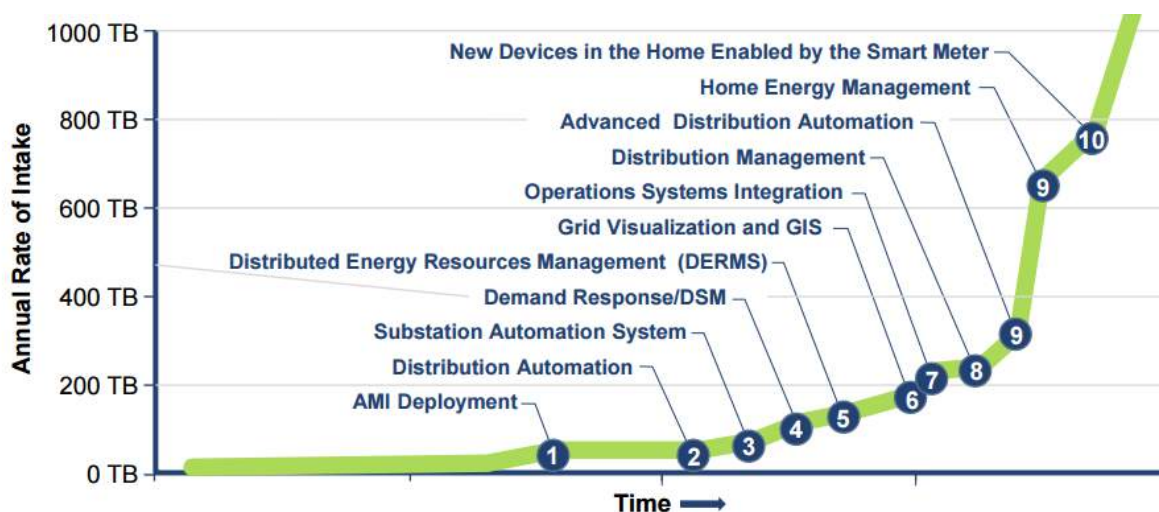 1000 TB
New Devices in the Home Enabled by the Smart Meter
Home Energy Management
800 TB
Advanced Distribution Automation
10
Distribution Management
9
Operations Systems Integration
600 TB
Grid Visualization and GIS
Distributed Energy Resources Management (DERMS)
400 TB
Demand Response/DSM
Substation Automation System
9
Distribution Automation
8
7
200 TB
6
AMI Deployment
5
4
3
2
1
0 TB
Annual Rate of Intake
Time